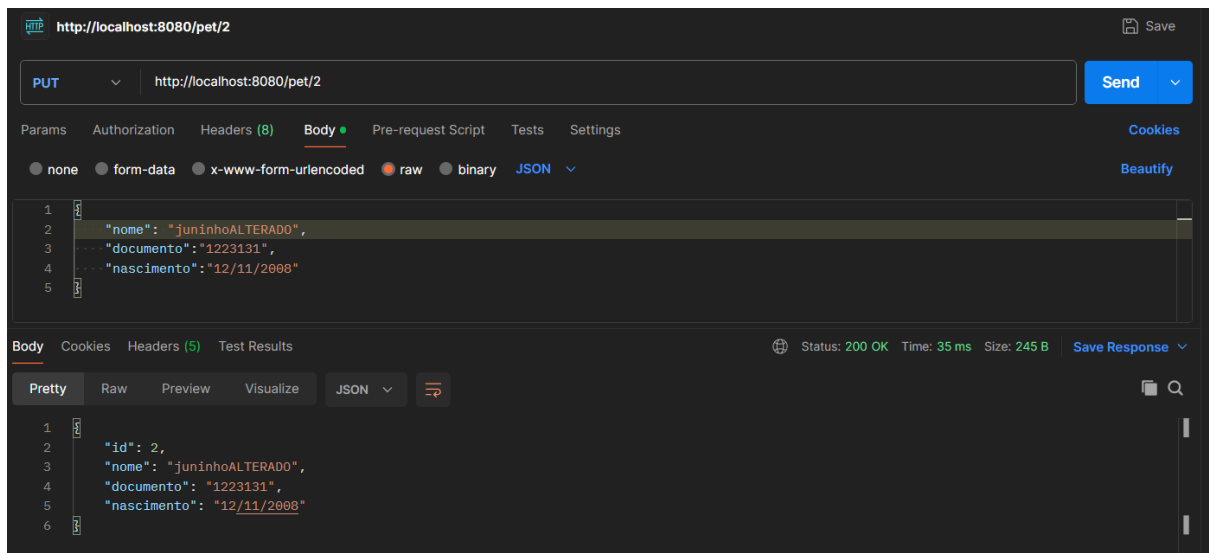 HTTP http://localhost:8080/pet/2 Save
PUT http://localhost:8080/pet/2 Send
Params Authorization Headers (8) Body Pre-request Script Tests Settings Cookies
none form-data x-www-form-urlencoded raw binary JSON Beautify
1 {
2 "nome": "juninhoALTERADO",
3 ····"documento":"1223131",
4 ····"nascimento":"12/11/2008"
5 }
Body Cookies Headers (5) Test Results Status: 200 OK Time: 35 ms Size: 245 B Save Response
Pretty Raw Preview Visualize JSON
1 {
2 "id": 2,
3 "nome": "juninhoALTERADO",
4 "documento": "1223131",
5 "nascimento": "12/11/2008"
6 }